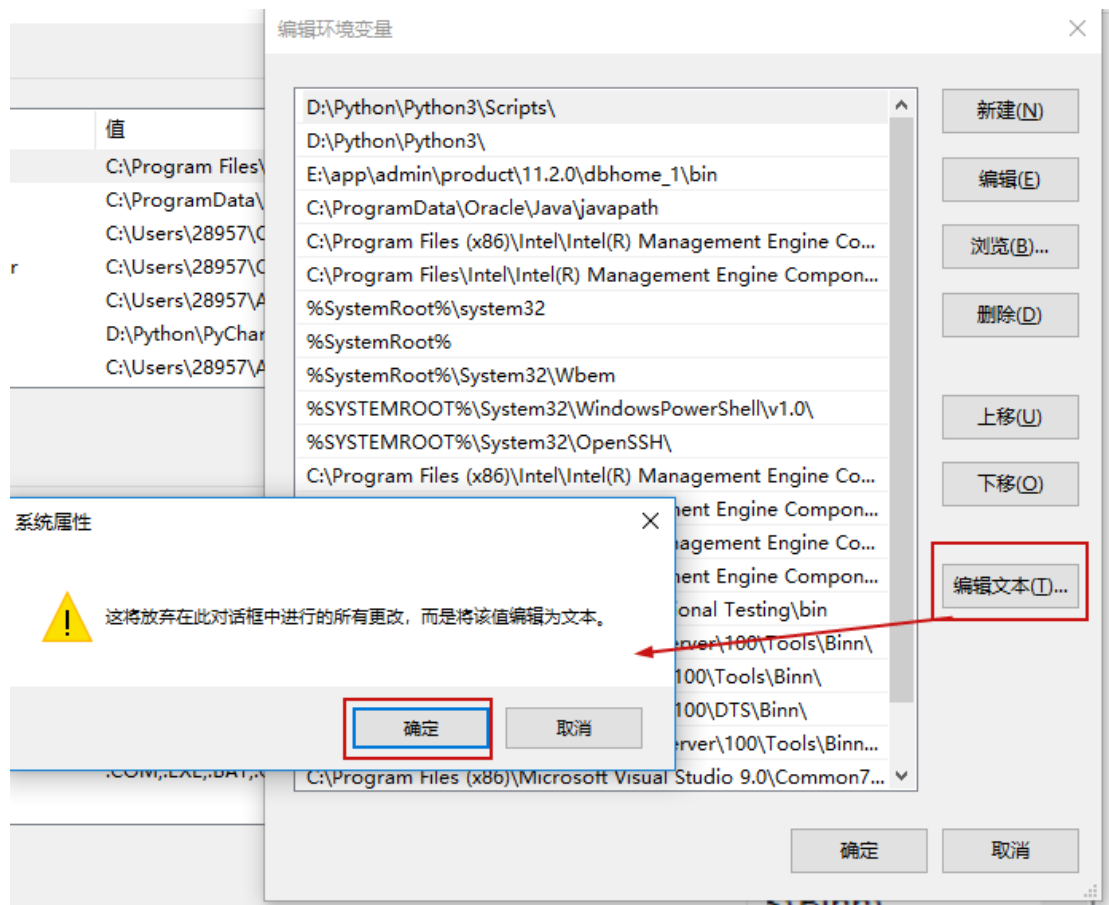 编辑环境变量
值
C:\Program Files\
C:\ProgramData\
C:\Users\28957\
r
C:\Users\28957\
C:\Users\28957\A
D:\Python\PyChar
C:\Users\28957\A
D:\Python\Python3\Scripts\
D:\Python\Python3\
E:\app\admin\product\11.2.0\dbhome_1\bin
C:\ProgramData\Oracle\Java\javapath
C:\Program Files (x86)\Intel\Intel(R) Management Engine Co...
C:\Program Files\Intel\Intel(R) Management Engine Compon...
%SystemRoot%\system32
%SystemRoot%
%SystemRoot%\System32\Wbem
%SYSTEMROOT%\System32\WindowsPowerShell\v1.0\
%SYSTEMROOT%\System32\OpenSSH\
C:\Program Files (x86)\Intel\Intel(R) Management Engine Co...
ment Engine Compon...
agement Engine Co...
ment Engine Compon...
ional Testing\bin
erver\100\Tools\Binn\
100\Tools\Binn\
100\DTS\Binn\
erver\100\Tools\Binn...
C:\Program Files (x86)\Microsoft Visual Studio 9.0\Common7...
新建(N)
编辑(E)
浏览(B)...
删除(D)
上移(U)
下移(O)
编辑文本(T)...
系统属性
这将放弃在此对话框中进行的所有更改，而是将该值编辑为文本。
确定
取消
.COM;.EXE;.BAT;
确定
取消